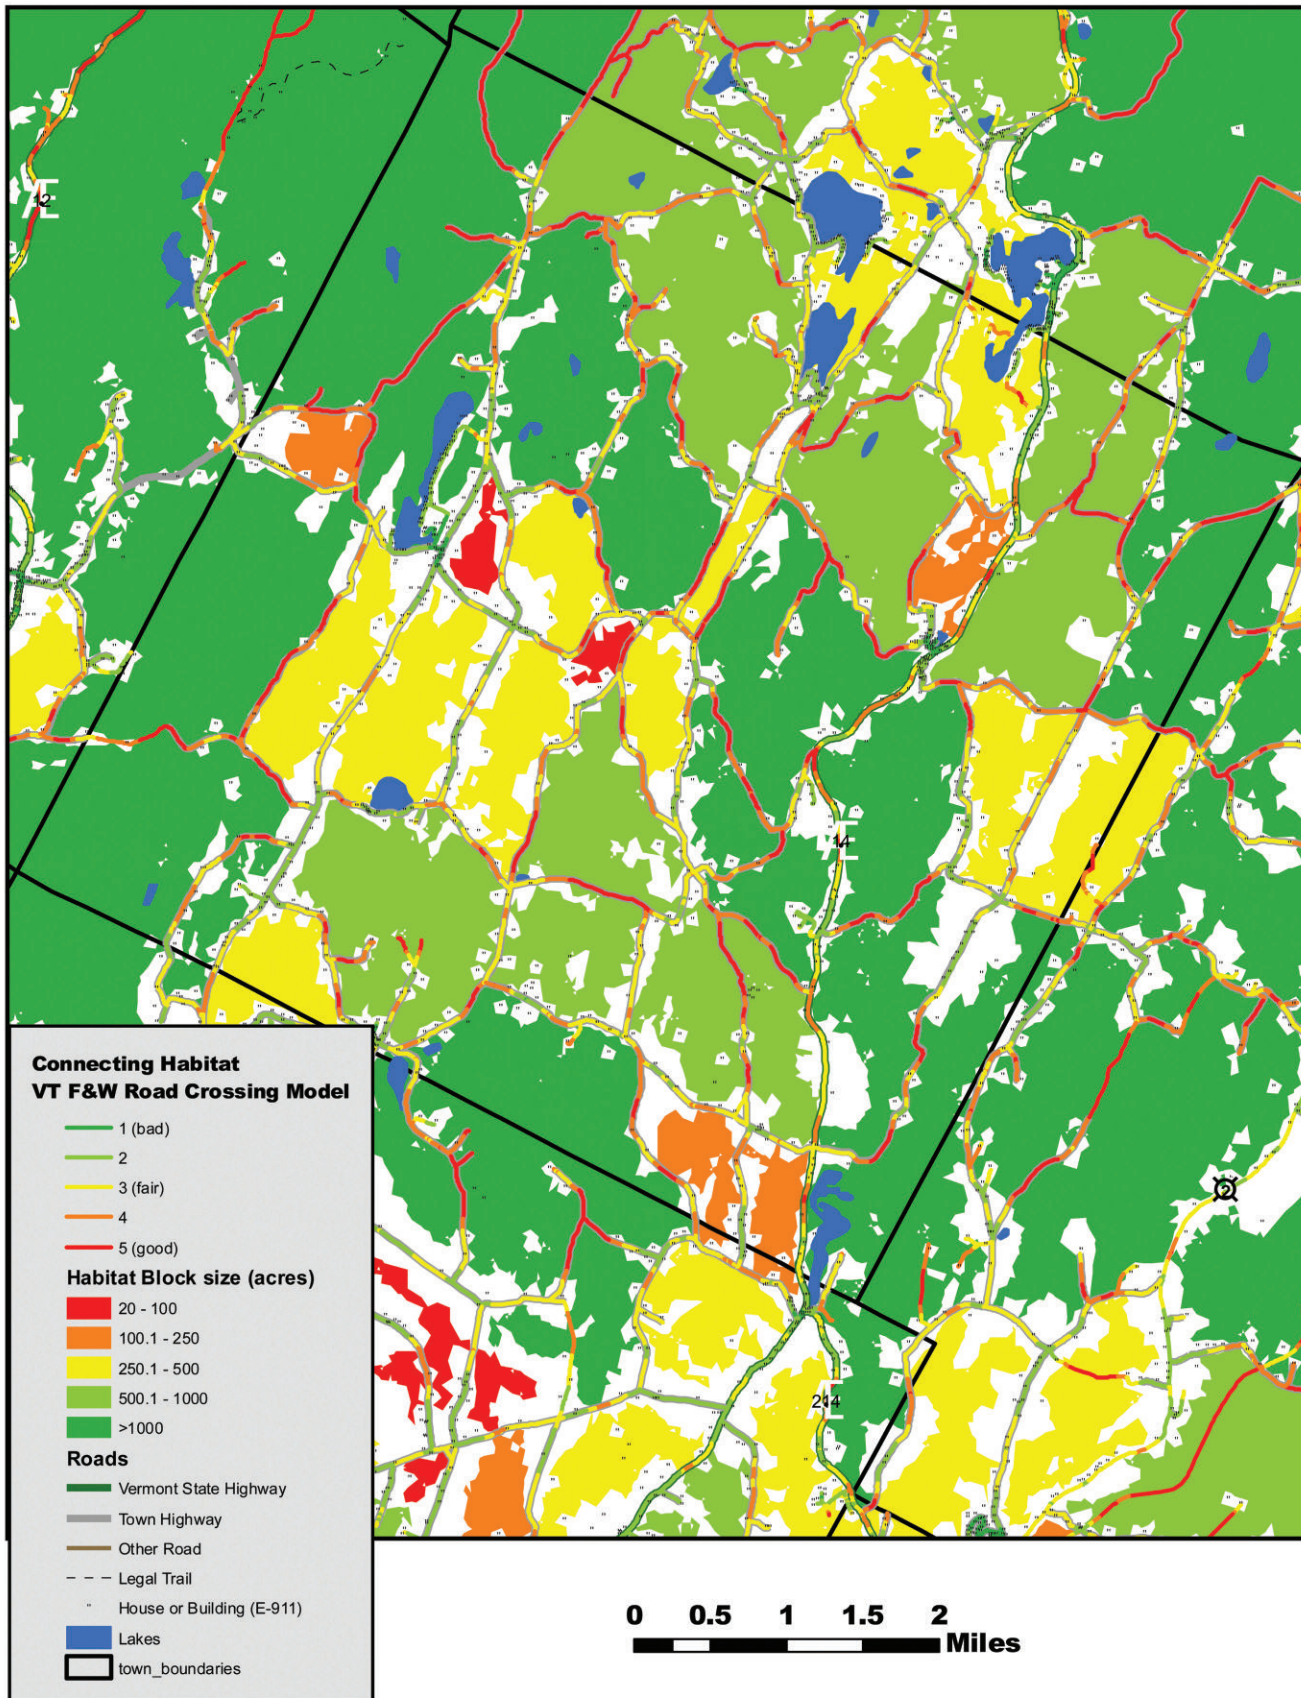 12
14
2
214
Connecting Habitat
VT F&W Road Crossing Model
1 (bad)
2
3 (fair)
4
5 (good)
Habitat Block size (acres)
20 - 100
100.1 - 250
250.1 - 500
500.1 - 1000
>1000
Roads
Vermont State Highway
Town Highway
Other Road
Legal Trail
House or Building (E-911)
Lakes
town_boundaries
0 0.5 1 1.5 2
Miles